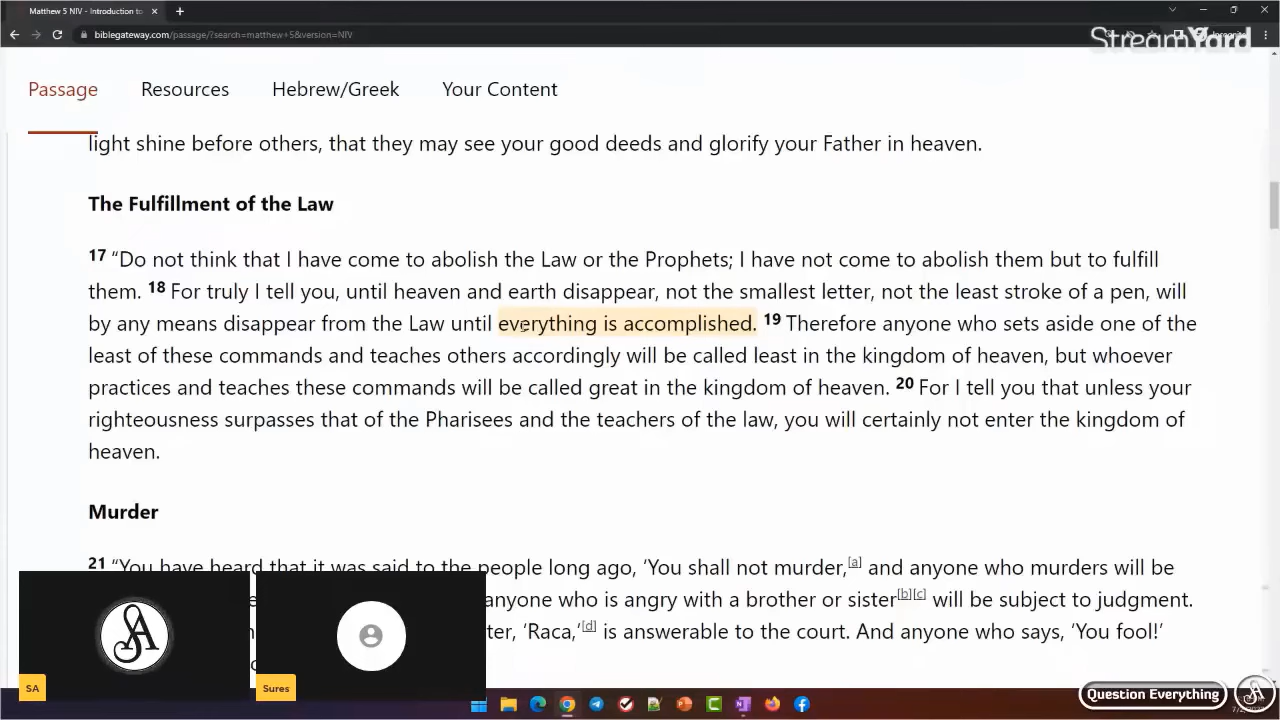 Matthew 5 NIV - Introduction to
biblegateway.com/passage/?search=matthew+5&version=NIV
StreamYard
Passage Resources Hebrew/Greek Your Content
light shine before others, that they may see your good deeds and glorify your Father in heaven.
The Fulfillment of the Law
17 “Do not think that I have come to abolish the Law or the Prophets; I have not come to abolish them but to fulfill
them. 18 For truly I tell you, until heaven and earth disappear, not the smallest letter, not the least stroke of a pen, will
by any means disappear from the Law until everything is accomplished. 19 Therefore anyone who sets aside one of the
least of these commands and teaches others accordingly will be called least in the kingdom of heaven, but whoever
practices and teaches these commands will be called great in the kingdom of heaven. 20 For I tell you that unless your
righteousness surpasses that of the Pharisees and the teachers of the law, you will certainly not enter the kingdom of
heaven.
Murder
21 “You have heard that it was said to the people long ago, ‘You shall not murder,[a] and anyone who murders will be
anyone who is angry with a brother or sister[b][c] will be subject to judgment.
ter, ‘Raca,’[d] is answerable to the court. And anyone who says, ‘You fool!’
SA
Sures
Question Everything